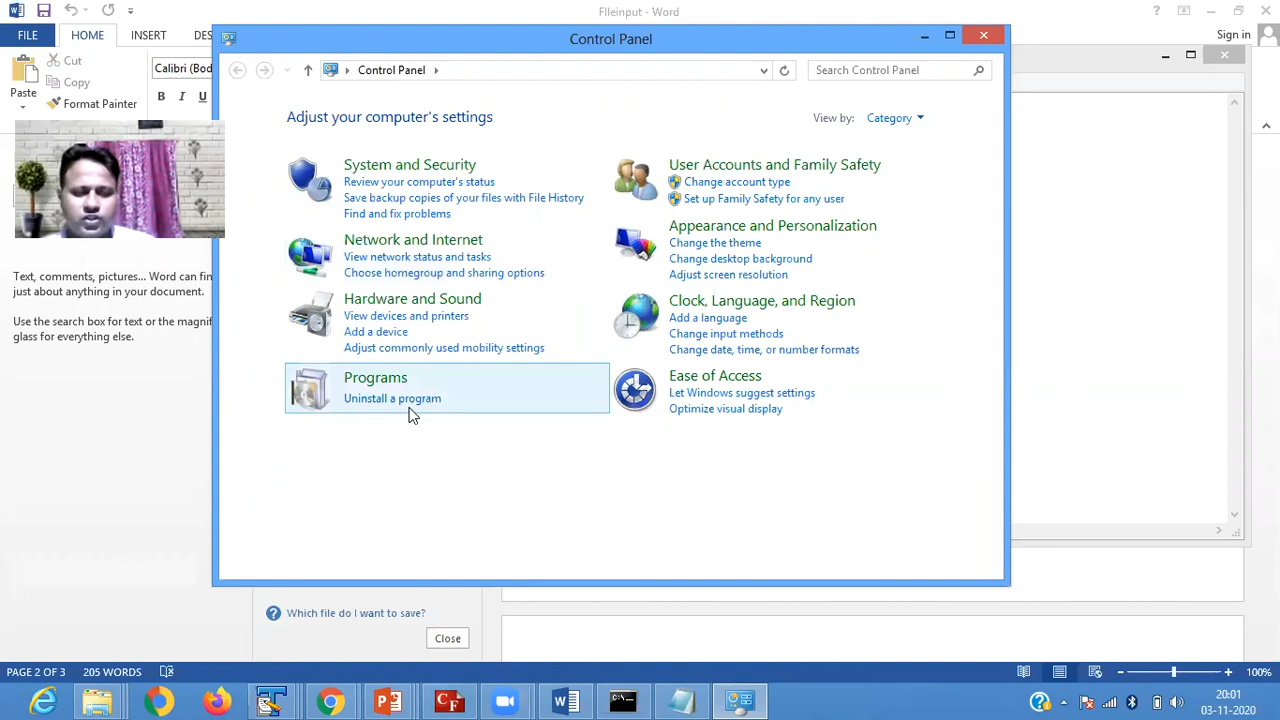 FIleinput - Word
FILE
HOME
INSERT
DES
Sign in
Cut
Copy
Paste
Format Painter
Calibri (Bod
B I U
Control Panel
Control Panel
Search Control Panel
Adjust your computer's settings
View by: Category
System and Security
Review your computer's status
Save backup copies of your files with File History
Find and fix problems
Network and Internet
View network status and tasks
Choose homegroup and sharing options
Hardware and Sound
View devices and printers
Add a device
Adjust commonly used mobility settings
Programs
Uninstall a program
User Accounts and Family Safety
Change account type
Set up Family Safety for any user
Appearance and Personalization
Change the theme
Change desktop background
Adjust screen resolution
Clock, Language, and Region
Add a language
Change input methods
Change date, time, or number formats
Ease of Access
Let Windows suggest settings
Optimize visual display
Text, comments, pictures... Word can fin
just about anything in your document.
Use the search box for text or the magnif
glass for everything else.
Which file do I want to save?
Close
PAGE 2 OF 3
205 WORDS
100%
20:01
03-11-2020